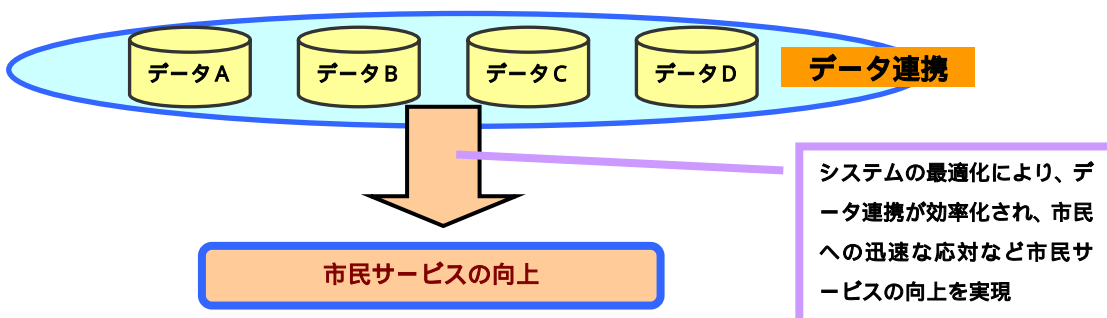 データA データB データC データD データ連携
システムの最適化により、デ
ータ連携が効率化され、市民
への迅速な応対など市民サ
ービスの向上を実現
市民サービスの向上